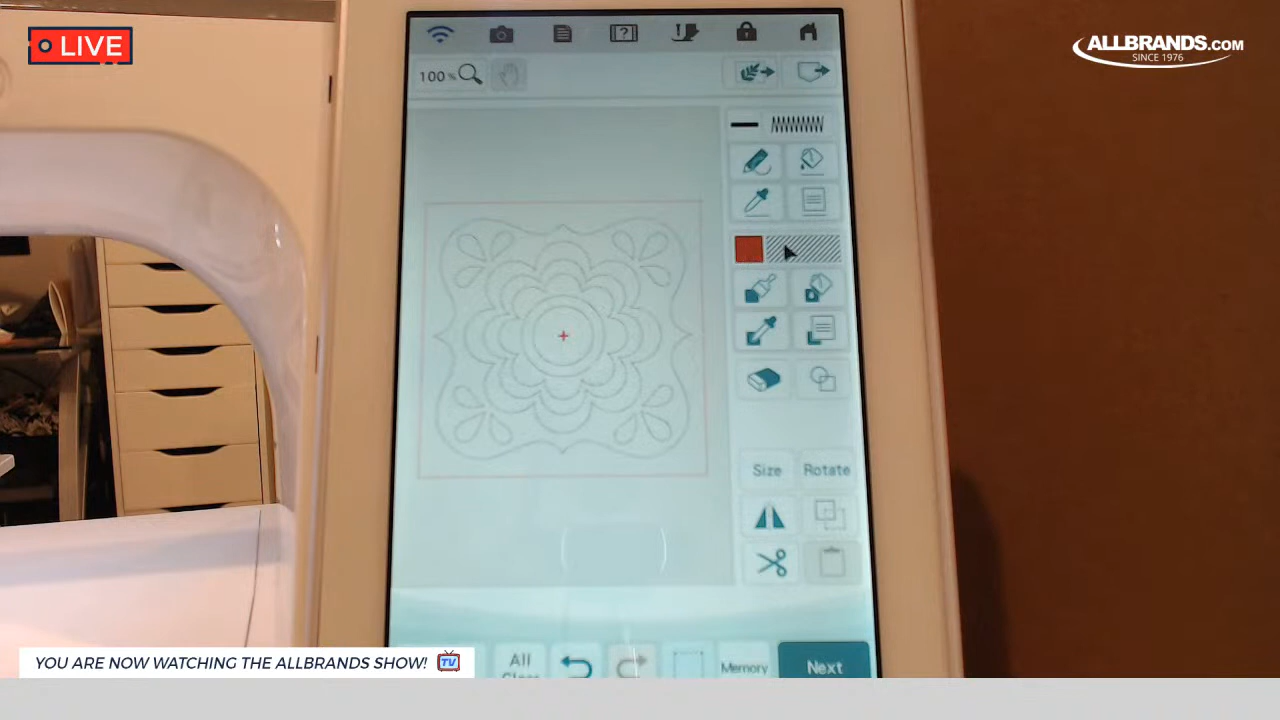 LIVE
ALLBRANDS.COM
SINCE 1976
100%
?
Size
Rotate
All
Clear
Memory
Next
YOU ARE NOW WATCHING THE ALLBRANDS SHOW!
TV